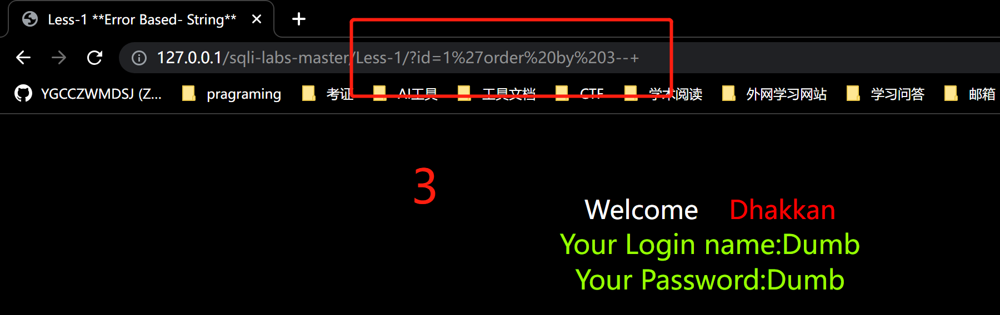 Less-1 **Error Based- String**
127.0.0.1/sqli-labs-master/Less-1/?id=1%27order%20by%203--+
YGCCZWMDSJ (Z... pragraming 考证 AI工具 工具文档 CTF 学术阅读 外网学习网站 学习问答 邮箱
3
Welcome Dhakkan
Your Login name:Dumb
Your Password:Dumb